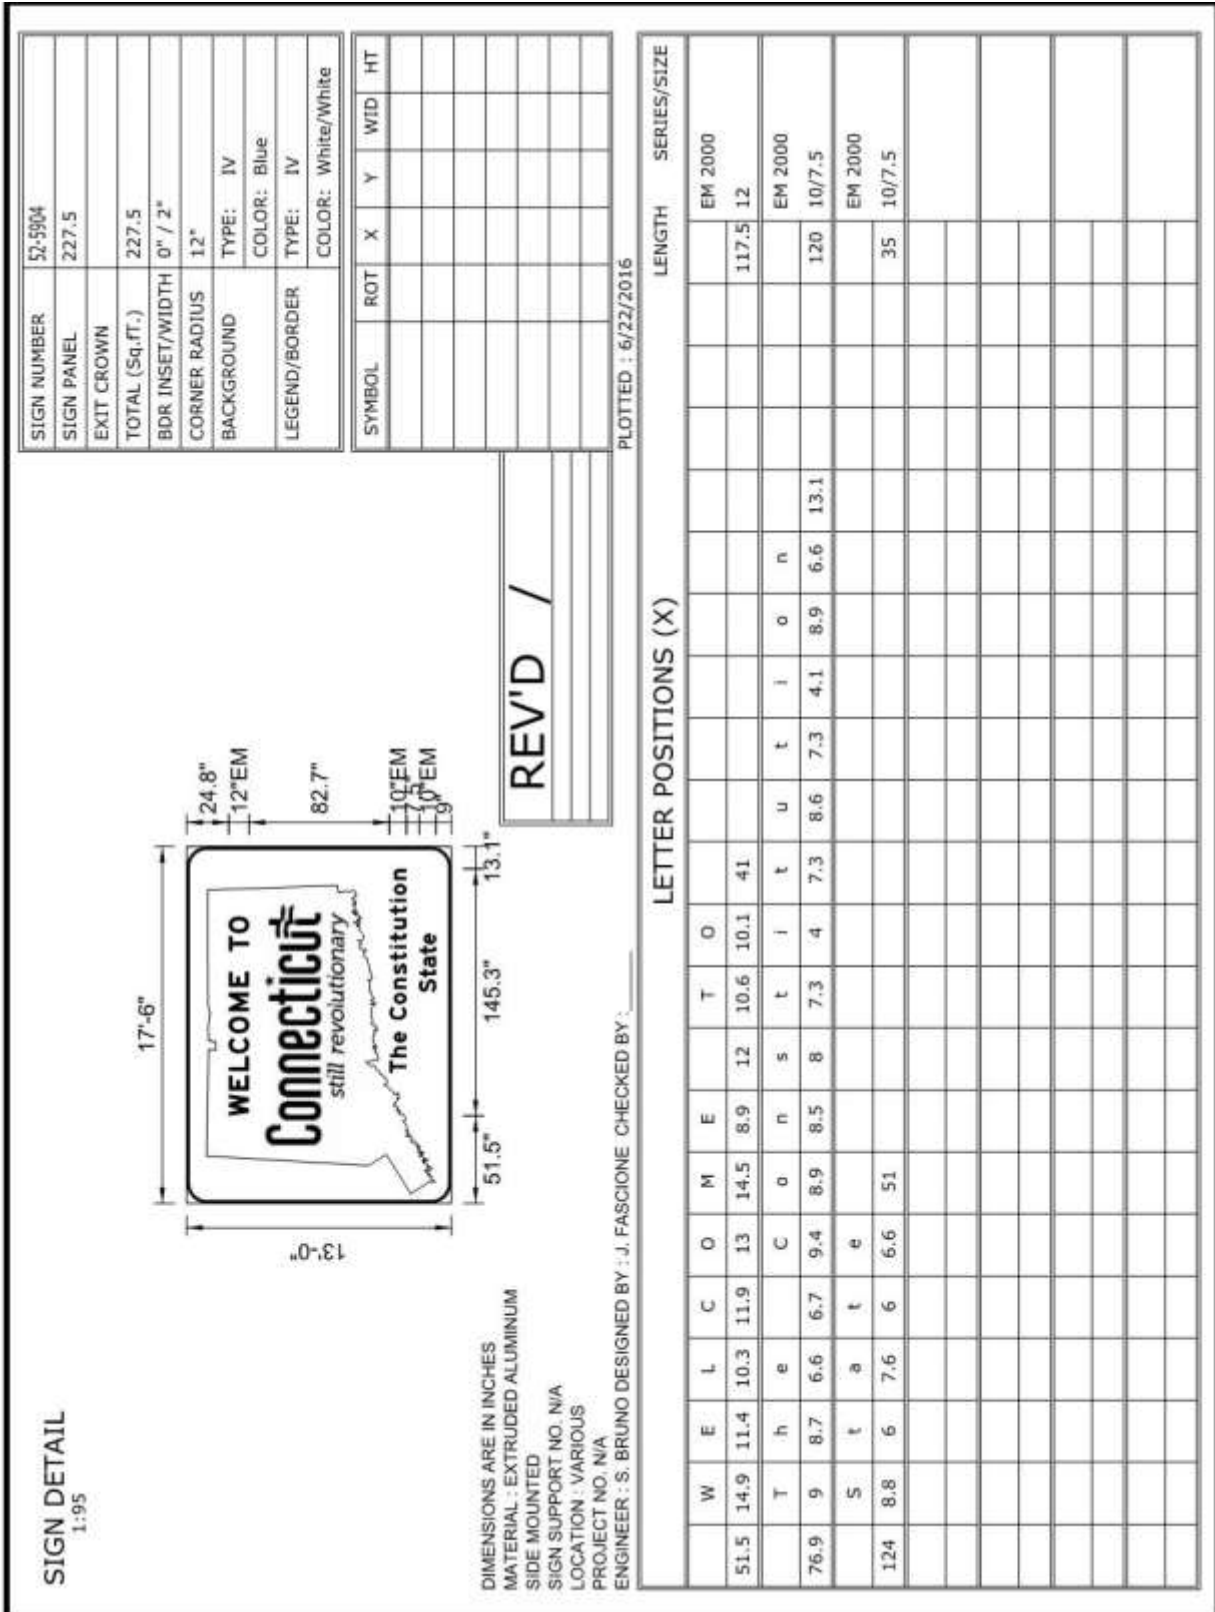 SIGN DETAIL
1:95
SIGN NUMBER 52-5904
SIGN PANEL 227.5
EXIT CROWN
TOTAL (Sq.fT.) 227.5
BDR INSET/WIDTH 0" / 2"
CORNER RADIUS 12"
BACKGROUND TYPE: IV
COLOR: Blue
LEGEND/BORDER TYPE: IV
COLOR: White/White
SYMBOL ROT X Y WID HT
17'-6"
13'-0"
WELCOME TO
Connecticut
still revolutionary
The Constitution
State
24.8"
12"EM
82.7"
10"EM
7.5"
10"EM
9"
51.5" 145.3" 13.1"
REV'D /
DIMENSIONS ARE IN INCHES
MATERIAL : EXTRUDED ALUMINUM
SIDE MOUNTED
SIGN SUPPORT NO. N/A
LOCATION : VARIOUS
PROJECT NO. N/A
ENGINEER : S. BRUNO DESIGNED BY : J. FASCIONE CHECKED BY :
PLOTTED : 6/22/2016
LETTER POSITIONS (X) LENGTH SERIES/SIZE
W E L C O M E T O EM 2000
51.5 14.9 11.4 10.3 11.9 13 14.5 8.9 12 10.6 10.1 41 117.5 12
T h e C o n s t i t u t i o n EM 2000
76.9 9 8.7 6.6 6.7 9.4 8.9 8.5 8 7.3 4 7.3 8.6 7.3 4.1 8.9 6.6 13.1 120 10/7.5
S t a t e EM 2000
124 8.8 6 7.6 6 6.6 51 35 10/7.5